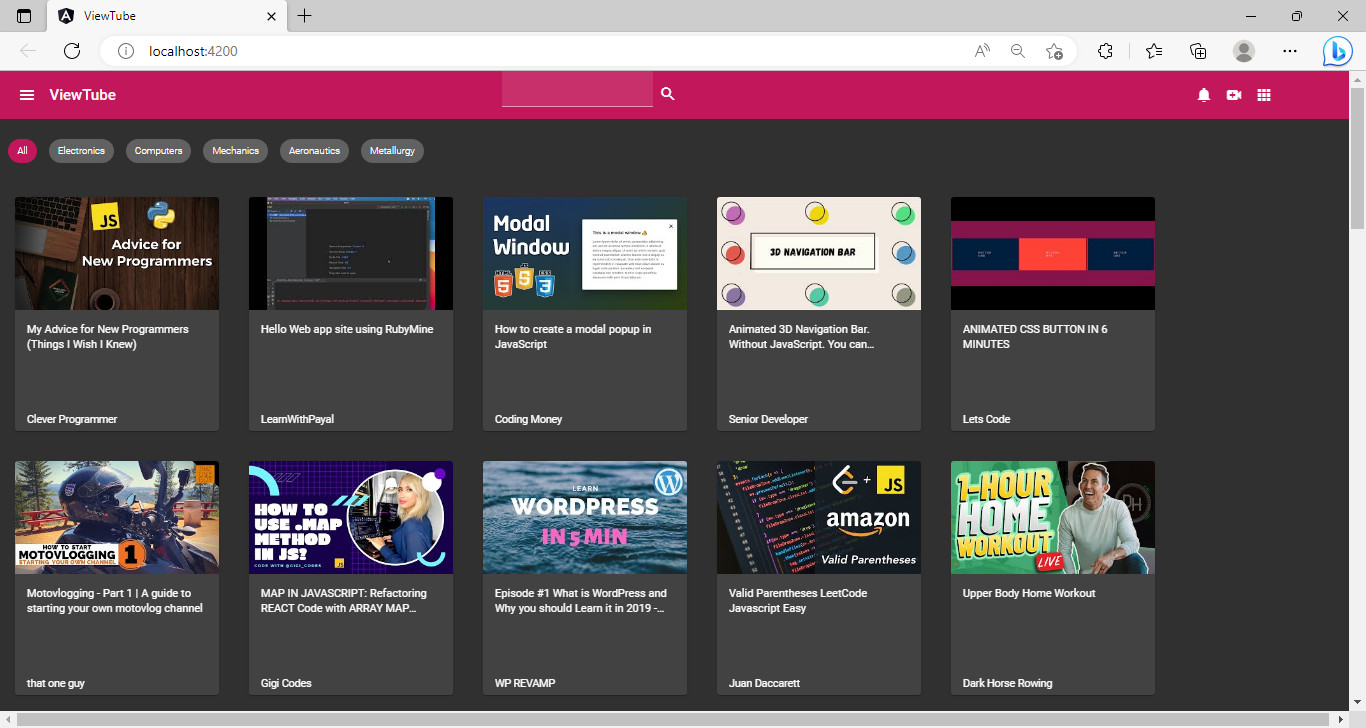 ViewTube
localhost:4200
ViewTube
All
Electronics
Computers
Mechanics
Aeronautics
Metallurgy
JS
Advice for
New Programmers
My Advice for New Programmers
(Things I Wish I Knew)
Clever Programmer
Hello Web app site using RubyMine
LearnWithPayal
Modal
Window
HTML
JS
CSS
5
5
3
This is a modal window
How to create a modal popup in
JavaScript
Coding Money
3D NAVIGATION BAR
Animated 3D Navigation Bar.
Without JavaScript. You can...
Senior Developer
ANIMATED CSS BUTTON IN 6
MINUTES
Lets Code
HOW TO START
MOTOVLOGGING
STARTING YOUR OWN CHANNEL
1
Motovlogging - Part 1 | A guide to
starting your own motovlog channel
that one guy
HOW TO
USE .MAP
METHOD
IN JS?
CODE WITH @GIGI_CODES
JS
MAP IN JAVASCRIPT: Refactoring
REACT Code with ARRAY MAP...
Gigi Codes
LEARN
WORDPRESS
IN 5 MIN
Episode #1 What is WordPress and
Why you should Learn it in 2019 -...
WP REVAMP
+ JS
amazon
Valid Parentheses
Valid Parentheses LeetCode
Javascript Easy
Juan Daccarett
1-HOUR
HOME
WORKOUT
LIVE
DH
Upper Body Home Workout
Dark Horse Rowing